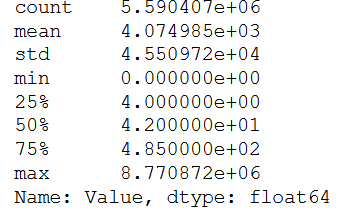 count 5.590407e+06
mean 4.074985e+03
std 4.550972e+04
min 0.000000e+00
25% 4.000000e+00
50% 4.200000e+01
75% 4.850000e+02
max 8.770872e+06
Name: Value, dtype: float64